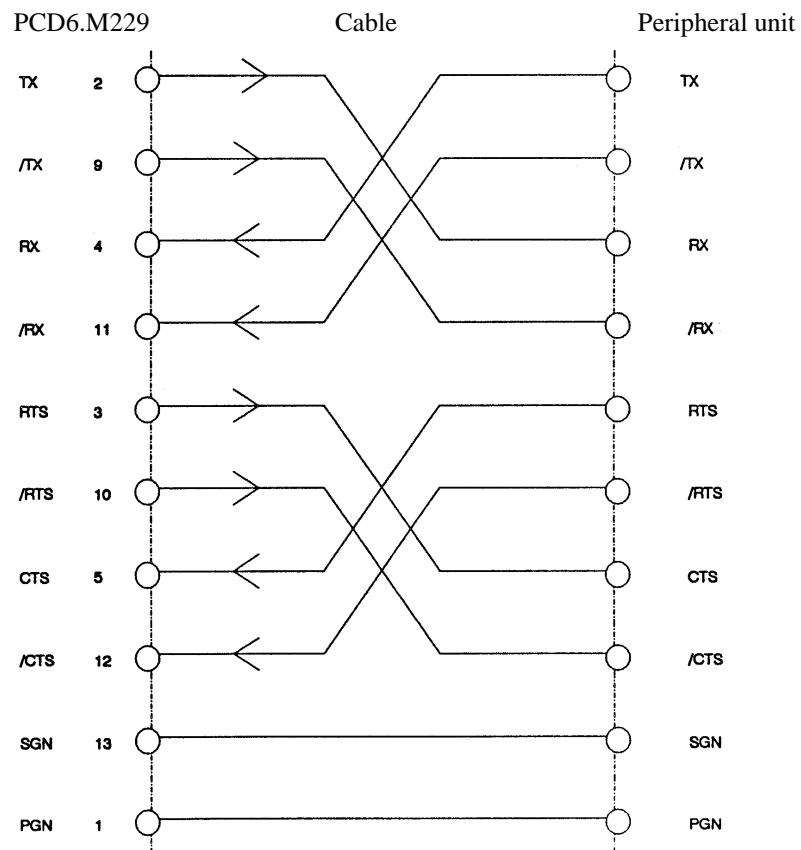 PCD6.M229 Cable Peripheral unit
TX 2 TX
/TX 9 /TX
RX 4 RX
/RX 11 /RX
RTS 3 RTS
/RTS 10 /RTS
CTS 5 CTS
/CTS 12 /CTS
SGN 13 SGN
PGN 1 PGN